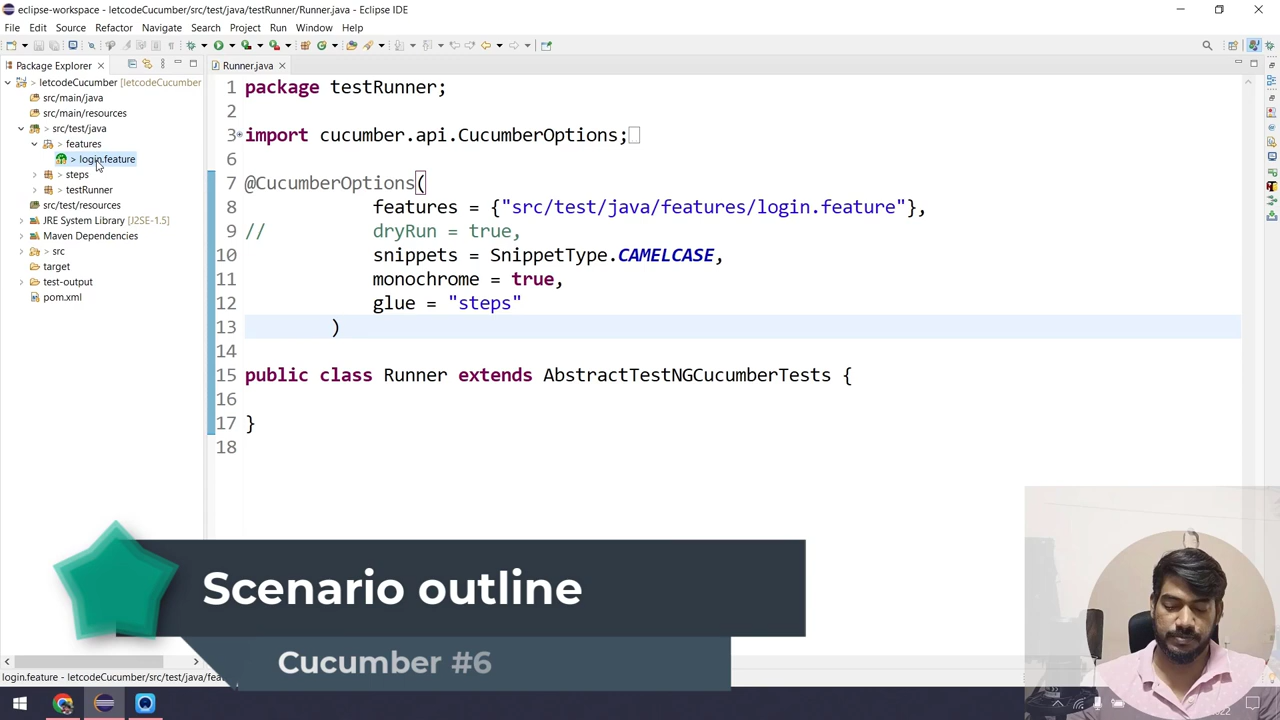 eclipse-workspace - letcodeCucumber/src/test/java/testRunner/Runner.java - Eclipse IDE
File Edit Source Refactor Navigate Search Project Run Window Help
Package Explorer
Runner.java
letcodeCucumber [letcodeCucumber
src/main/java
src/main/resources
> src/test/java
> features
> login.feature
> steps
> testRunner
src/test/resources
JRE System Library [J2SE-1.5]
Maven Dependencies
> src
target
test-output
pom.xml
1 package testRunner;
2
3 import cucumber.api.CucumberOptions;
6
7 @CucumberOptions(
8 features = {"src/test/java/features/login.feature"},
9 // dryRun = true,
10 snippets = SnippetType.CAMELCASE,
11 monochrome = true,
12 glue = "steps"
13 )
14
15 public class Runner extends AbstractTestNGCucumberTests {
16
17 }
18
Scenario outline
Cucumber #6
login.feature - letcodeCucumber/src/test/java/fea